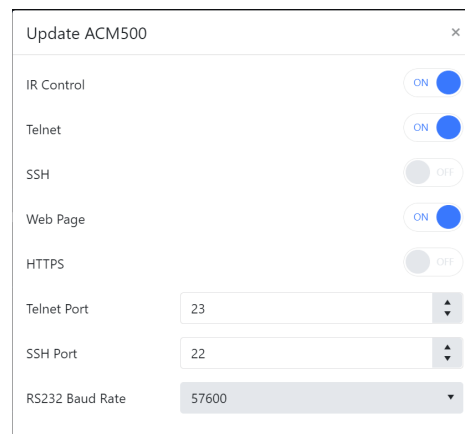 Update ACM500 ×
IR Control ON
Telnet ON
SSH OFF
Web Page ON
HTTPS OFF
Telnet Port 23
SSH Port 22
RS232 Baud Rate 57600